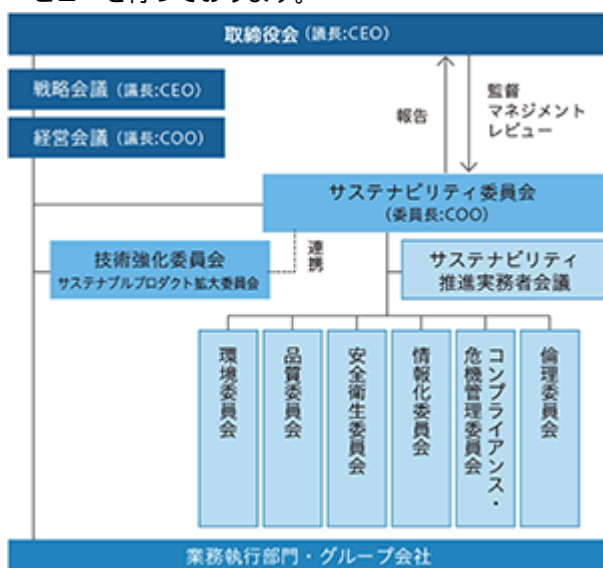 取締役会 (議長:CEO)
戦略会議 (議長:CEO)
経営会議 (議長:COO)
報告
監督
マネジメント
レビュー
サステナビリティ委員会
(委員長:COO)
技術強化委員会
サステナブルプロダクト拡大委員会
連携
サステナビリティ
推進実務者会議
環境委員会
品質委員会
安全衛生委員会
情報化委員会
コンプライアンス・
危機管理委員会
倫理委員会
業務執行部門・グループ会社